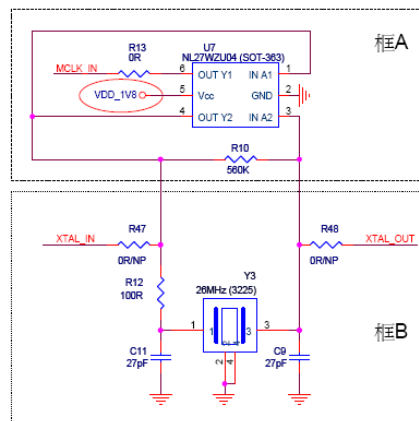 框A
U7
NL27WZU04 (SOT-363)
R13
0R
MCLK_IN
6 OUT Y1 IN A1 1
VDD_1V8 5 Vcc GND 2
4 OUT Y2 IN A2 3
R10
560K
R47
R48
XTAL_IN
XTAL_OUT
0R/NP
0R/NP
R12
100R
Y3
26MHz (3225)
1 1 3 3
框B
C11
27pF
C9
27pF
2 4